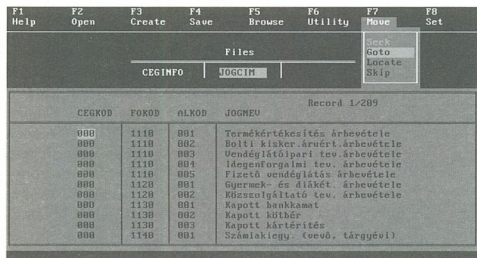 F1 F2 F3 F4 F5 F6 F7 F8
Help Open Create Save Browse Utility Move Set
Seek
Files Goto
Locate
CEGINFO JOGCIM Skip
Record 1/209
CEGKOD FOKOD ALKOD JOGNEV
000 1110 001 Termékértékesítés árbevétele
000 1110 002 Bolti kisker.áruért.árbevétele
000 1110 003 Vendéglátóipari tev.árbevétele
000 1110 004 Idegenforgalmi tev. árbevétele
000 1110 005 Fizető vendéglátás árbevétele
000 1120 001 Gyermek- és diákét. árbevétele
000 1120 002 Közszolgáltató tev. árbevétele
000 1130 001 Kapott bankkamat
000 1130 002 Kapott kötbér
000 1130 003 Kapott kártérítés
000 1140 001 Számlakiegy. (vevő, tárgyévi)